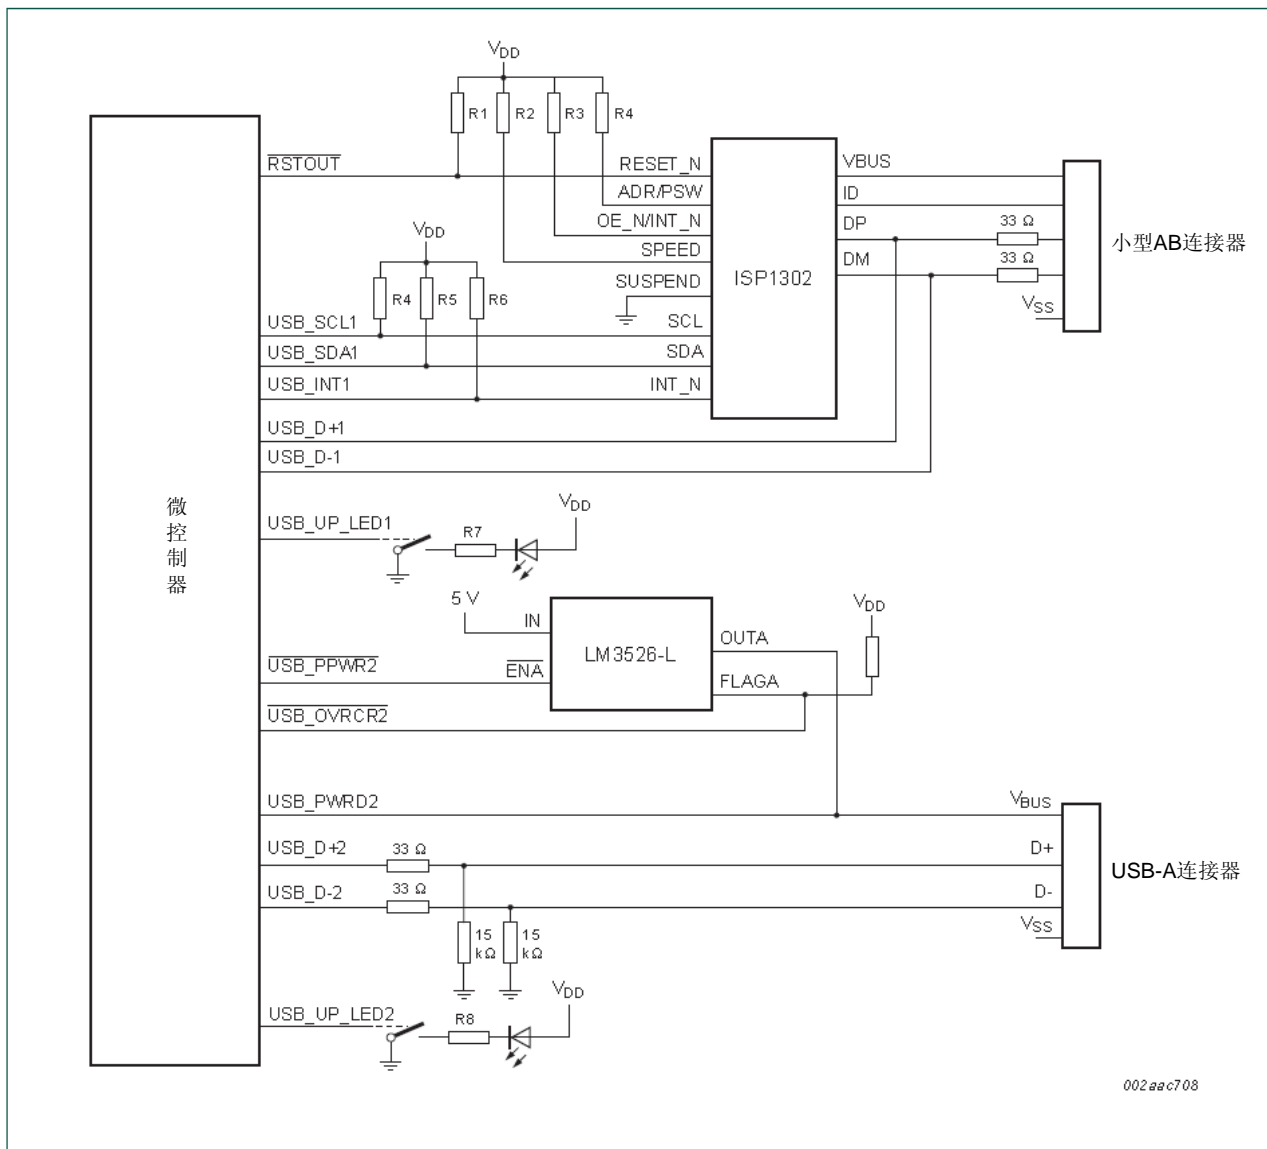 VDD
R1
R2
R3
R4
RSTOUT
RESET_N
VBUS
ADR/PSW
ID
OE_N/INT_N
DP
33 Ω
VDD
SPEED
DM
33 Ω
小型AB连接器
SUSPEND
ISP1302
VSS
R4
R5
R6
USB_SCL1
SCL
USB_SDA1
SDA
USB_INT1
INT_N
USB_D+1
USB_D-1
微控制器
USB_UP_LED1
R7
VDD
5 V
IN
LM3526-L
OUTA
VDD
USB_PPWR2
ENA
FLAGA
USB_OVRCR2
USB_PWRD2
VBUS
USB_D+2
33 Ω
D+
USB-A连接器
USB_D-2
33 Ω
D-
VSS
15 kΩ
15 kΩ
USB_UP_LED2
R8
VDD
002aac708